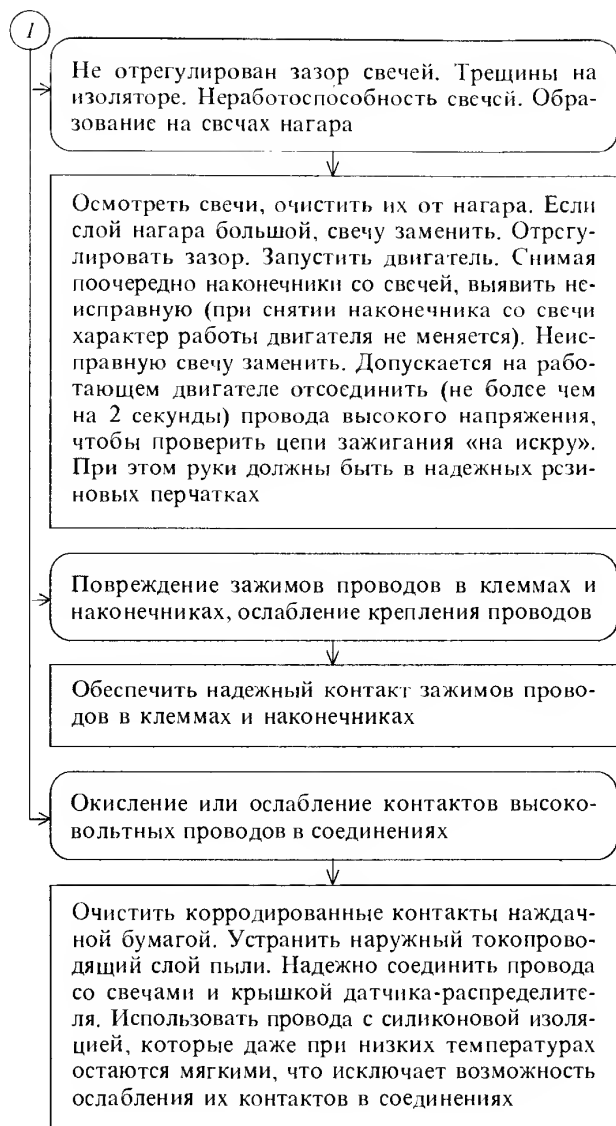 1
Не отрегулирован зазор свечей. Трещины на
изоляторе. Неработоспособность свечей. Обра-
зование на свечах нагара
Осмотреть свечи, очистить их от нагара. Если
слой нагара большой, свечу заменить. Отрегу-
лировать зазор. Запустить двигатель. Снимая
поочередно наконечники со свечей, выявить не-
исправную (при снятии наконечника со свечи
характер работы двигателя не меняется). Неис-
правную свечу заменить. Допускается на рабо-
тающем двигателе отсоединить (не более чем
на 2 секунды) провода высокого напряжения,
чтобы проверить цепи зажигания «на искру».
При этом руки должны быть в надежных рези-
новых перчатках
Повреждение зажимов проводов в клеммах и
наконечниках, ослабление крепления проводов
Обеспечить надежный контакт зажимов прово-
дов в клеммах и наконечниках
Окисление или ослабление контактов высоко-
вольтных проводов в соединениях
Очистить корродированные контакты наждач-
ной бумагой. Устранить наружный токопрово-
дящий слой пыли. Надежно соединить провода
со свечами и крышкой датчика-распределите-
ля. Использовать провода с силиконовой изоля-
цией, которые даже при низких температурах
остаются мягкими, что исключает возможность
ослабления их контактов в соединениях